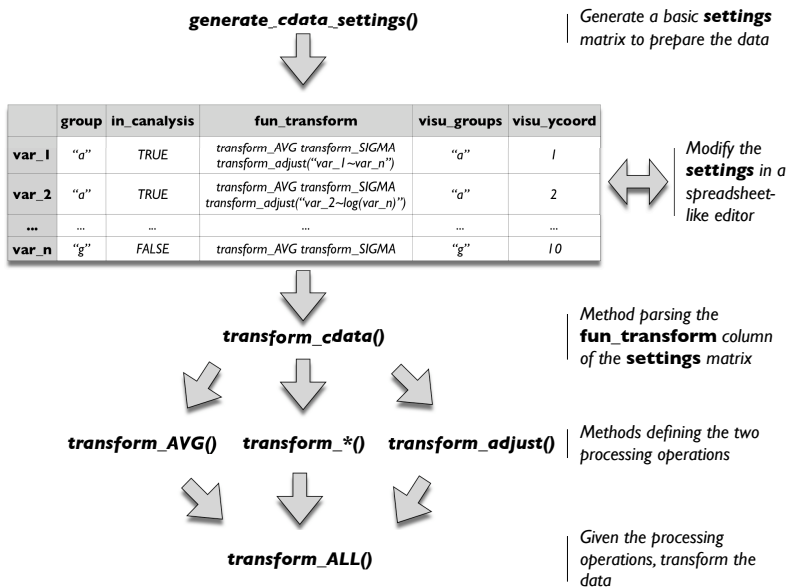 generate_cdata_settings()
Generate a basic settings
matrix to prepare the data
group in_canalysis fun_transform visu_groups visu_ycoord
var_1 “a” TRUE transform_AVG transform_SIGMA
transform_adjust(“var_1~var_n”) “a” 1
var_2 “a” TRUE transform_AVG transform_SIGMA
transform_adjust(“var_2~log(var_n)”) “a” 2
... ... ... ... ... ...
var_n “g” FALSE transform_AVG transform_SIGMA “g” 10
Modify the
settings in a
spreadsheet-
like editor
transform_cdata()
Method parsing the
fun_transform column
of the settings matrix
transform_AVG() transform_*() transform_adjust()
Methods defining the two
processing operations
transform_ALL()
Given the processing
operations, transform the
data